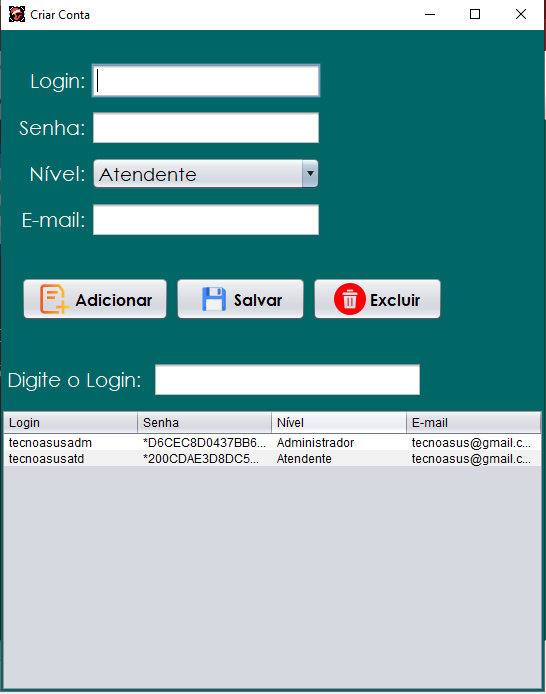 Criar Conta
Login:
Senha:
Nível: Atendente
E-mail:
Adicionar Salvar Excluir
Digite o Login:
Login Senha Nível E-mail
tecnoasusadm *D6CEC8D0437BB6... Administrador tecnoasus@gmail.c...
tecnoasusatd *200CDAE3D8DC5... Atendente tecnoasus@gmail.c...